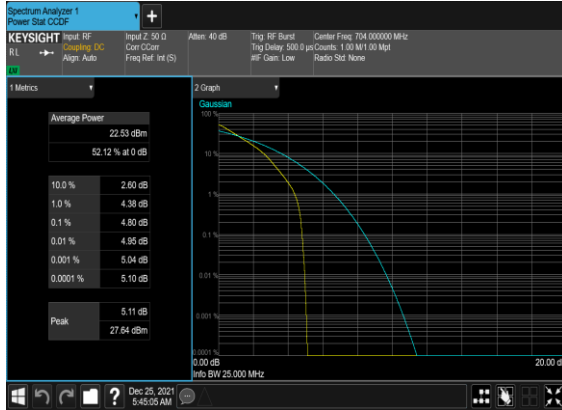 Spectrum Analyzer 1
Power Stat CCDF
+
KEYSIGHT
RL
Input: RF
Coupling: DC
Align: Auto
Input Z: 50 Ω
Corr CCorr
Freq Ref: Int (S)
Atten: 40 dB
Trig: RF Burst
Trig Delay: 500.0 µs
#IF Gain: Low
Center Freq: 704.000000 MHz
Counts: 1.00 M/1.00 Mpt
Radio Std: None
1 Metrics
Average Power
22.53 dBm
52.12 % at 0 dB
10.0 % 2.60 dB
1.0 % 4.38 dB
0.1 % 4.80 dB
0.01 % 4.95 dB
0.001 % 5.04 dB
0.0001 % 5.10 dB
Peak
5.11 dB
27.64 dBm
2 Graph
Gaussian
100 %
10 %
1 %
0.1 %
0.01 %
0.001 %
0.0001 %
0.00 dB
20.00 d
Info BW 25.000 MHz
?
Dec 25, 2021
5:45:05 AM